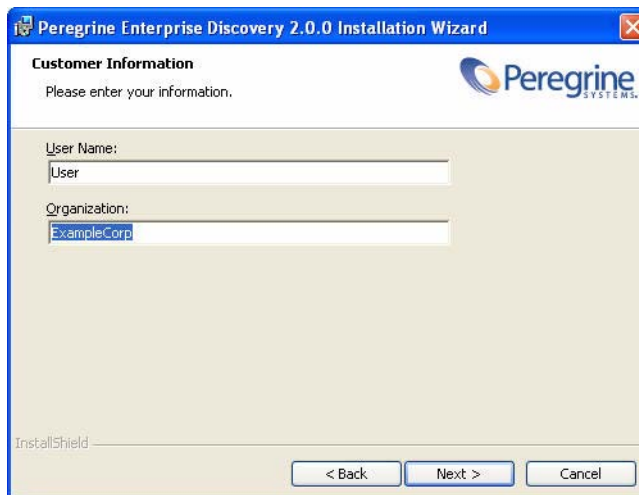 Peregrine Enterprise Discovery 2.0.0 Installation Wizard
Customer Information
Please enter your information.
Peregrine
SYSTEMS
User Name:
User
Organization:
ExampleCorp
InstallShield
< Back
Next >
Cancel